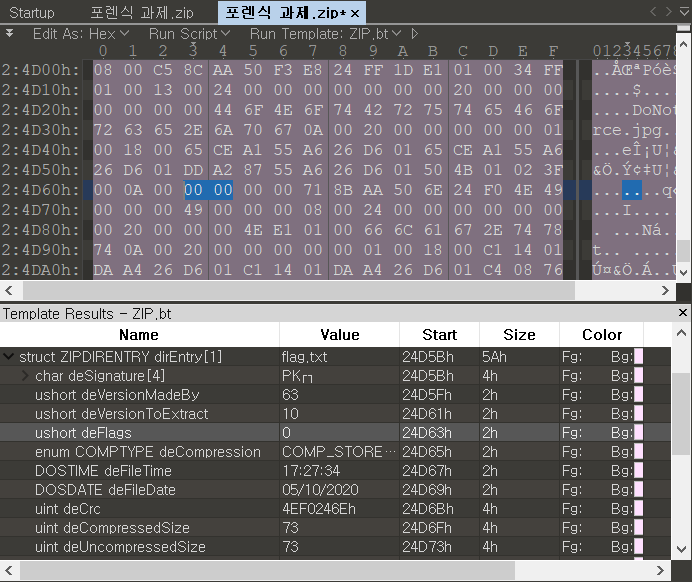 Startup 포렌식 과제.zip 포렌식 과제.zip* ×
Edit As: Hex Run Script Run Template: ZIP.bt
0 1 2 3 4 5 6 7 8 9 A B C D E F 012345678
2:4D00h: 08 00 C5 8C AA 50 F3 E8 24 FF 1D E1 01 00 34 FF ..ÅŒªPóèS
2:4D10h: 01 00 13 00 24 00 00 00 00 00 00 00 20 00 00 00 ....$....
2:4D20h: 00 00 00 00 44 6F 4E 6F 74 42 72 75 74 65 46 6F ....DoNot
2:4D30h: 72 63 65 2E 6A 70 67 0A 00 20 00 00 00 00 00 01 rce.jpg..
2:4D40h: 00 18 00 65 CE A1 55 A6 26 D6 01 65 CE A1 55 A6 ...eÎ¡U¦&
2:4D50h: 26 D6 01 DD A2 87 55 A6 26 D6 01 50 4B 01 02 3F &Ö.Ý¢‡U¦&
2:4D60h: 00 0A 00 00 00 00 00 71 8B AA 50 6E 24 F0 4E 49 .......q‹
2:4D70h: 00 00 00 49 00 00 00 08 00 24 00 00 00 00 00 00 ...I.....
2:4D80h: 00 20 00 00 00 4E E1 01 00 66 6C 61 67 2E 74 78 . ...Ná..
2:4D90h: 74 0A 00 20 00 00 00 00 00 01 00 18 00 C1 14 01 t.. .....
2:4DA0h: DA A4 26 D6 01 C1 14 01 DA A4 26 D6 01 C4 08 76 Ú¤&Ö.Á..Ú
Template Results - ZIP.bt ×
Name Value Start Size Color
struct ZIPDIRENTRY dirEntry[1] flag.txt 24D5Bh 5Ah Fg: Bg:
char deSignature[4] PK┌┐ 24D5Bh 4h Fg: Bg:
ushort deVersionMadeBy 63 24D5Fh 2h Fg: Bg:
ushort deVersionToExtract 10 24D61h 2h Fg: Bg:
ushort deFlags 0 24D63h 2h Fg: Bg:
enum COMPTYPE deCompression COMP_STORE··· 24D65h 2h Fg: Bg:
DOSTIME deFileTime 17:27:34 24D67h 2h Fg: Bg:
DOSDATE deFileDate 05/10/2020 24D69h 2h Fg: Bg:
uint deCrc 4EF0246Eh 24D6Bh 4h Fg: Bg:
uint deCompressedSize 73 24D6Fh 4h Fg: Bg:
uint deUncompressedSize 73 24D73h 4h Fg: Bg: